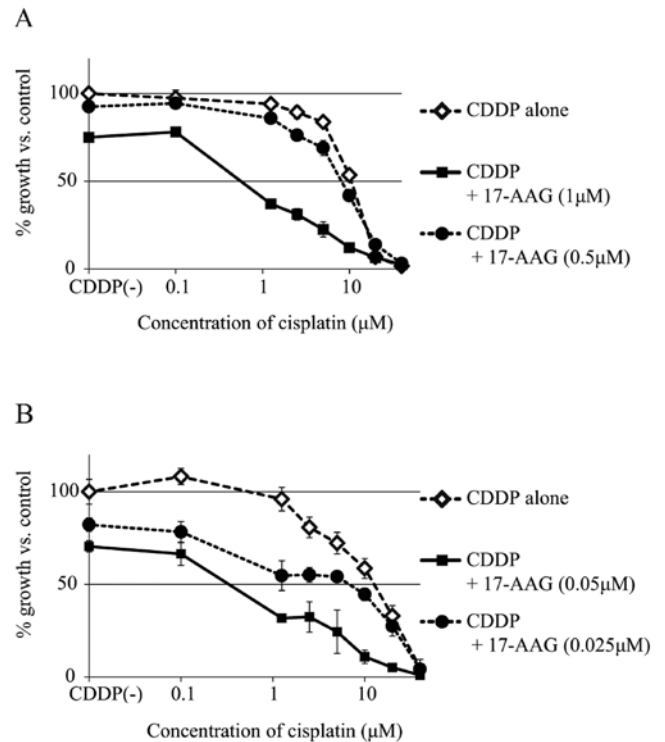 A
% growth vs. control
100
50
0
CDDP(-)
0.1
1
10
Concentration of cisplatin (μM)
CDDP alone
CDDP
+ 17-AAG (1μM)
CDDP
+ 17-AAG (0.5μM)
B
% growth vs. control
100
50
0
CDDP(-)
0.1
1
10
Concentration of cisplatin (μM)
CDDP alone
CDDP
+ 17-AAG (0.05μM)
CDDP
+ 17-AAG (0.025μM)